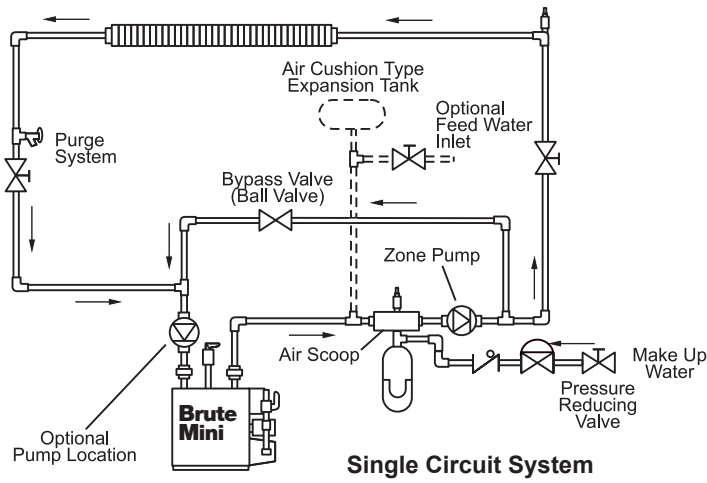 Air Cushion Type
Expansion Tank
Optional
Feed Water
Inlet
Purge
System
Bypass Valve
(Ball Valve)
Zone Pump
Air Scoop
Make Up
Water
Pressure
Reducing
Valve
Brute
Mini
Optional
Pump Location
Single Circuit System